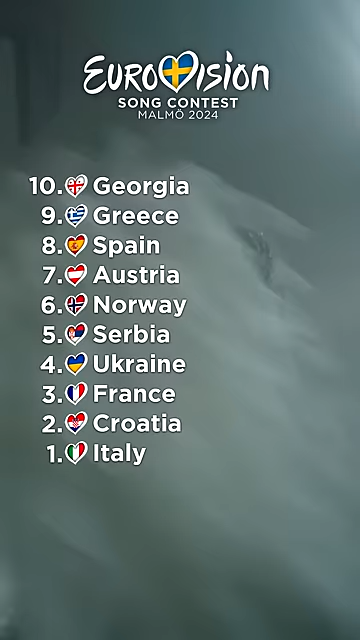 EUROVISION
SONG CONTEST
MALMÖ 2024
10. Georgia
9. Greece
8. Spain
7. Austria
6. Norway
5. Serbia
4. Ukraine
3. France
2. Croatia
1. Italy